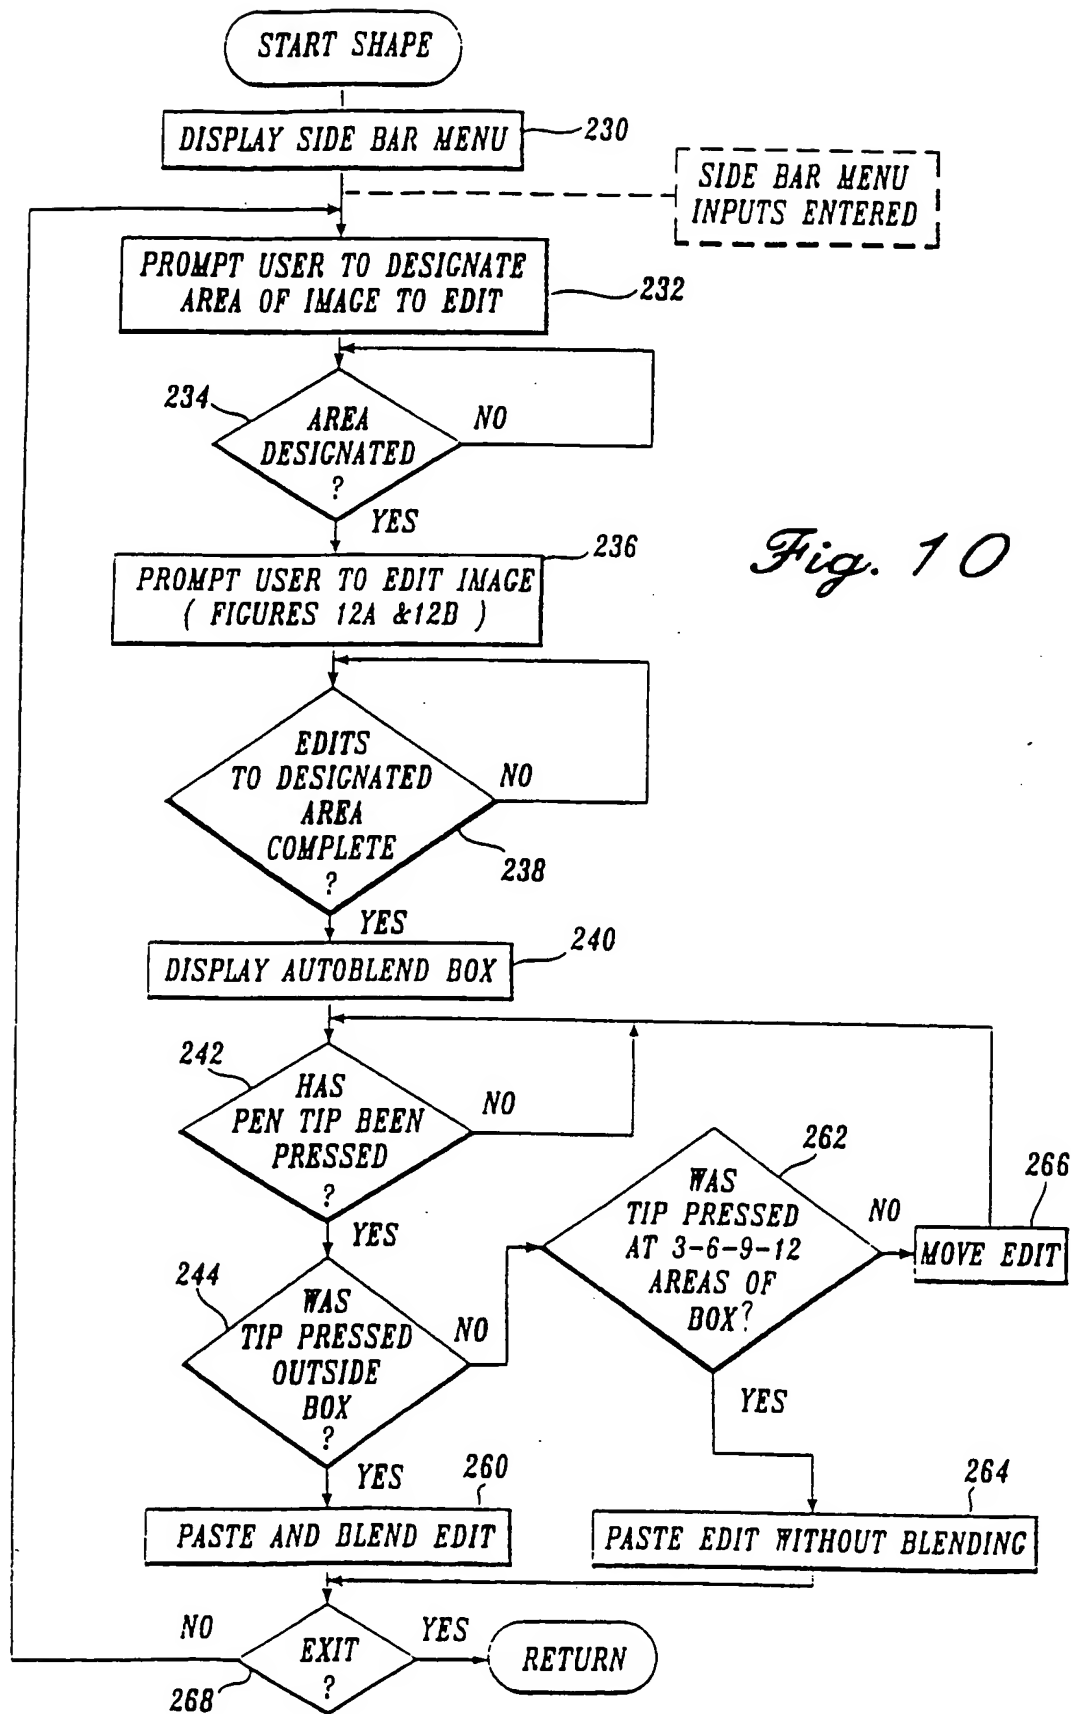 START SHAPE
DISPLAY SIDE BAR MENU
230
SIDE BAR MENU
INPUTS ENTERED
PROMPT USER TO DESIGNATE
AREA OF IMAGE TO EDIT
232
234
AREA
DESIGNATED
?
NO
YES
236
PROMPT USER TO EDIT IMAGE
( FIGURES 12A &12B )
Fig. 10
EDITS
TO DESIGNATED
AREA
COMPLETE
?
NO
238
YES
240
DISPLAY AUTOBLEND BOX
242
HAS
PEN TIP BEEN
PRESSED
?
NO
YES
262
WAS
TIP PRESSED
AT 3-6-9-12
AREAS OF
BOX?
NO
266
MOVE EDIT
YES
244
WAS
TIP PRESSED
OUTSIDE
BOX
?
NO
YES
260
PASTE AND BLEND EDIT
264
PASTE EDIT WITHOUT BLENDING
NO
EXIT
?
YES
RETURN
268